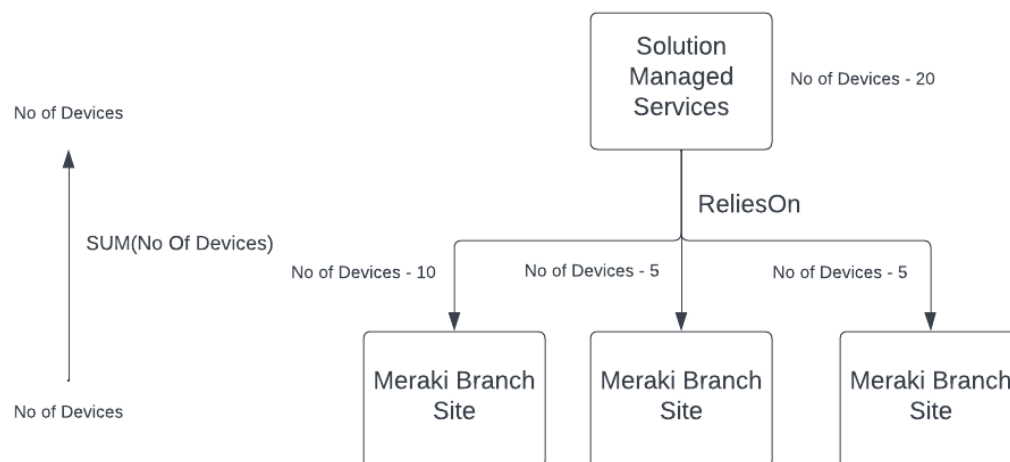 Solution
Managed
Services
No of Devices - 20
No of Devices
ReliesOn
SUM(No Of Devices)
No of Devices - 10
No of Devices - 5
No of Devices - 5
Meraki Branch
Site
Meraki Branch
Site
Meraki Branch
Site
No of Devices